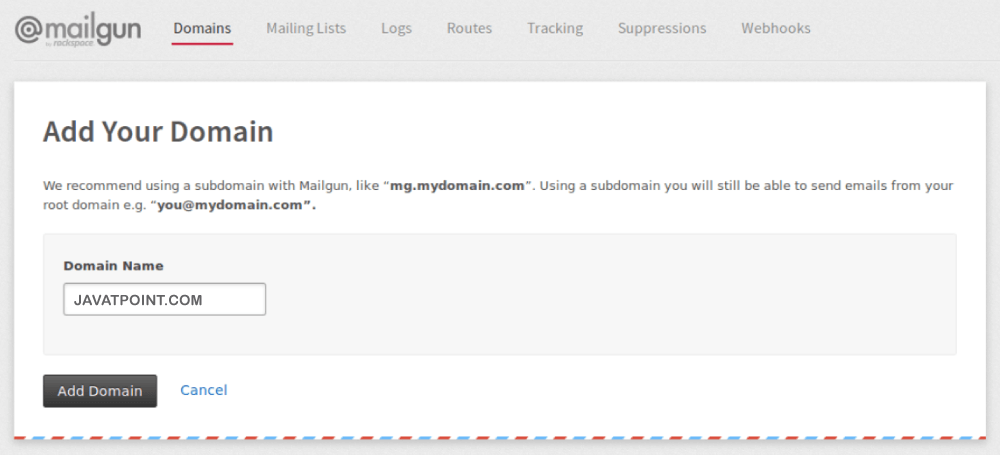 @mailgun
by rackspace
Domains Mailing Lists Logs Routes Tracking Suppressions Webhooks
Add Your Domain
We recommend using a subdomain with Mailgun, like “mg.mydomain.com”. Using a subdomain you will still be able to send emails from your
root domain e.g. “you@mydomain.com”.
Domain Name
JAVATPOINT.COM
Add Domain Cancel